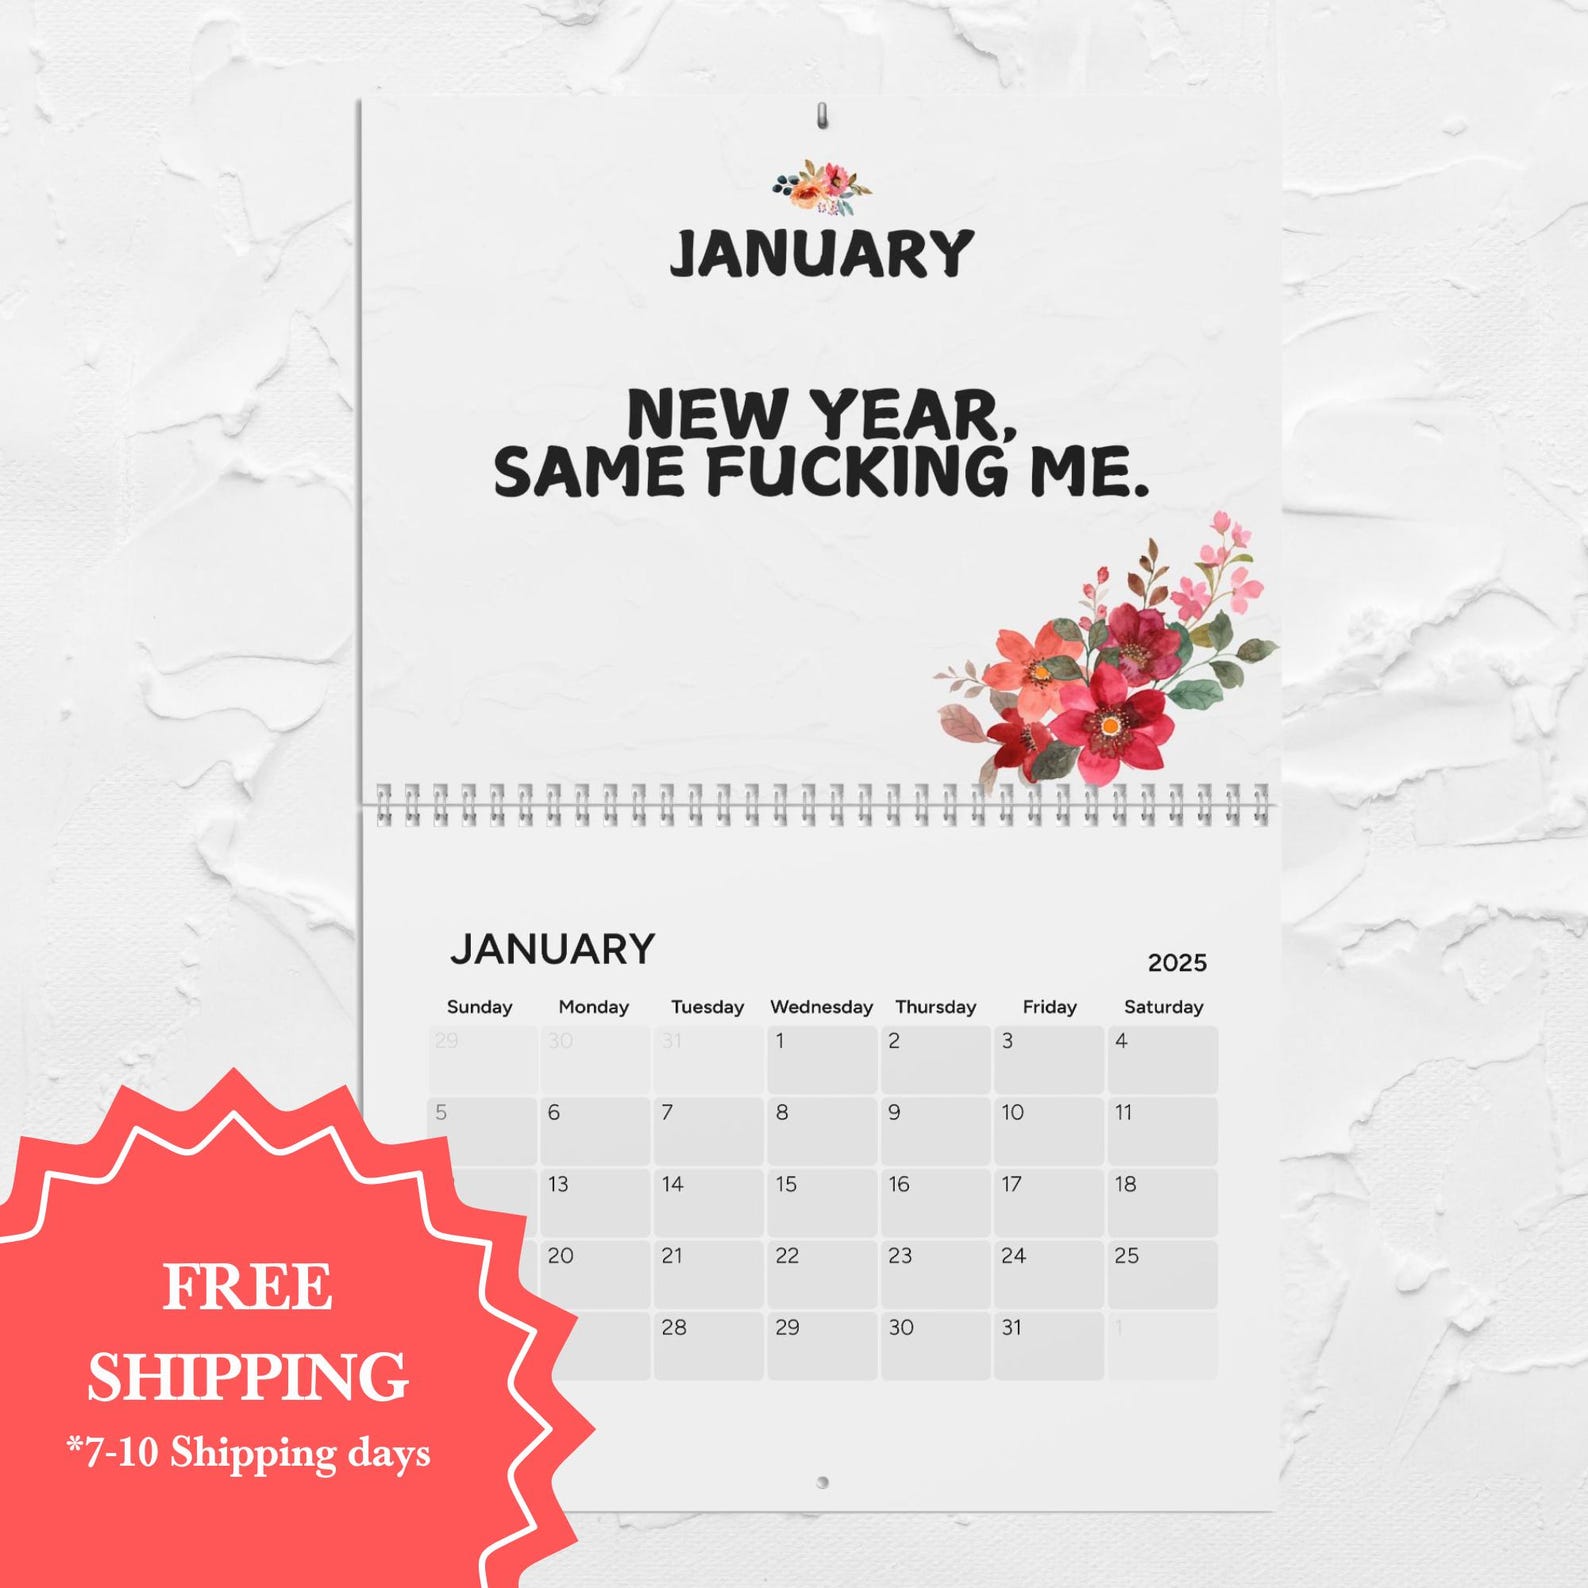 JANUARY
NEW YEAR,
SAME FUCKING ME.
JANUARY
2025
Sunday Monday Tuesday Wednesday Thursday Friday Saturday
29 30 31 1 2 3 4
5 6 7 8 9 10 11
13 14 15 16 17 18
20 21 22 23 24 25
28 29 30 31 1
FREE
SHIPPING
*7-10 Shipping days